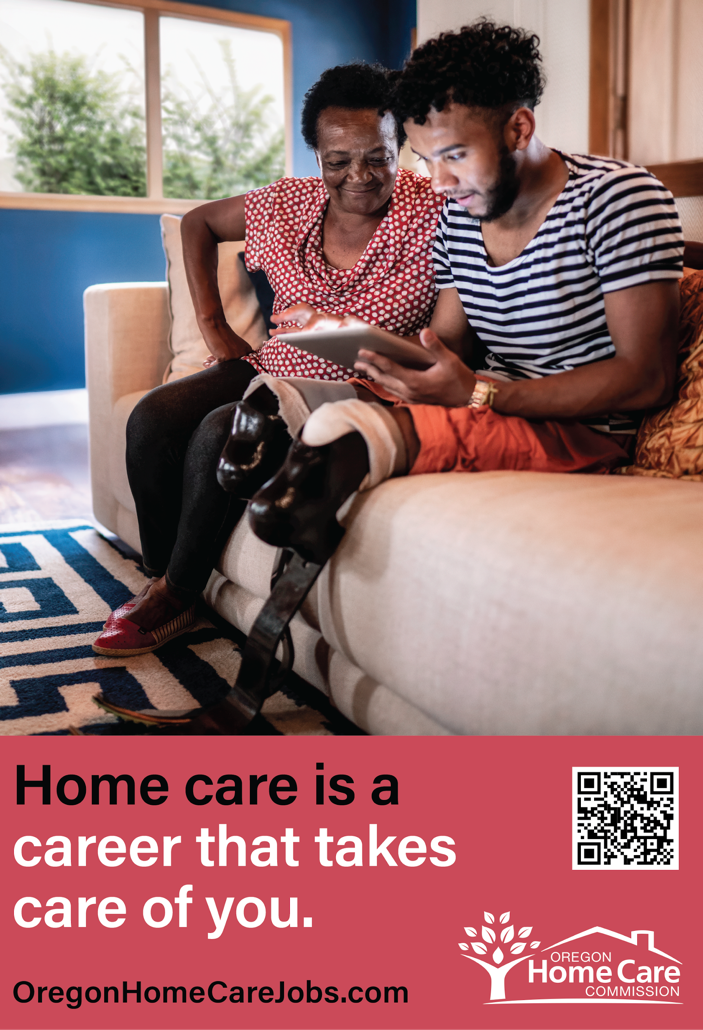 Home care is a
career that takes
care of you.
OregonHomeCareJobs.com
OREGON
Home Care
COMMISSION